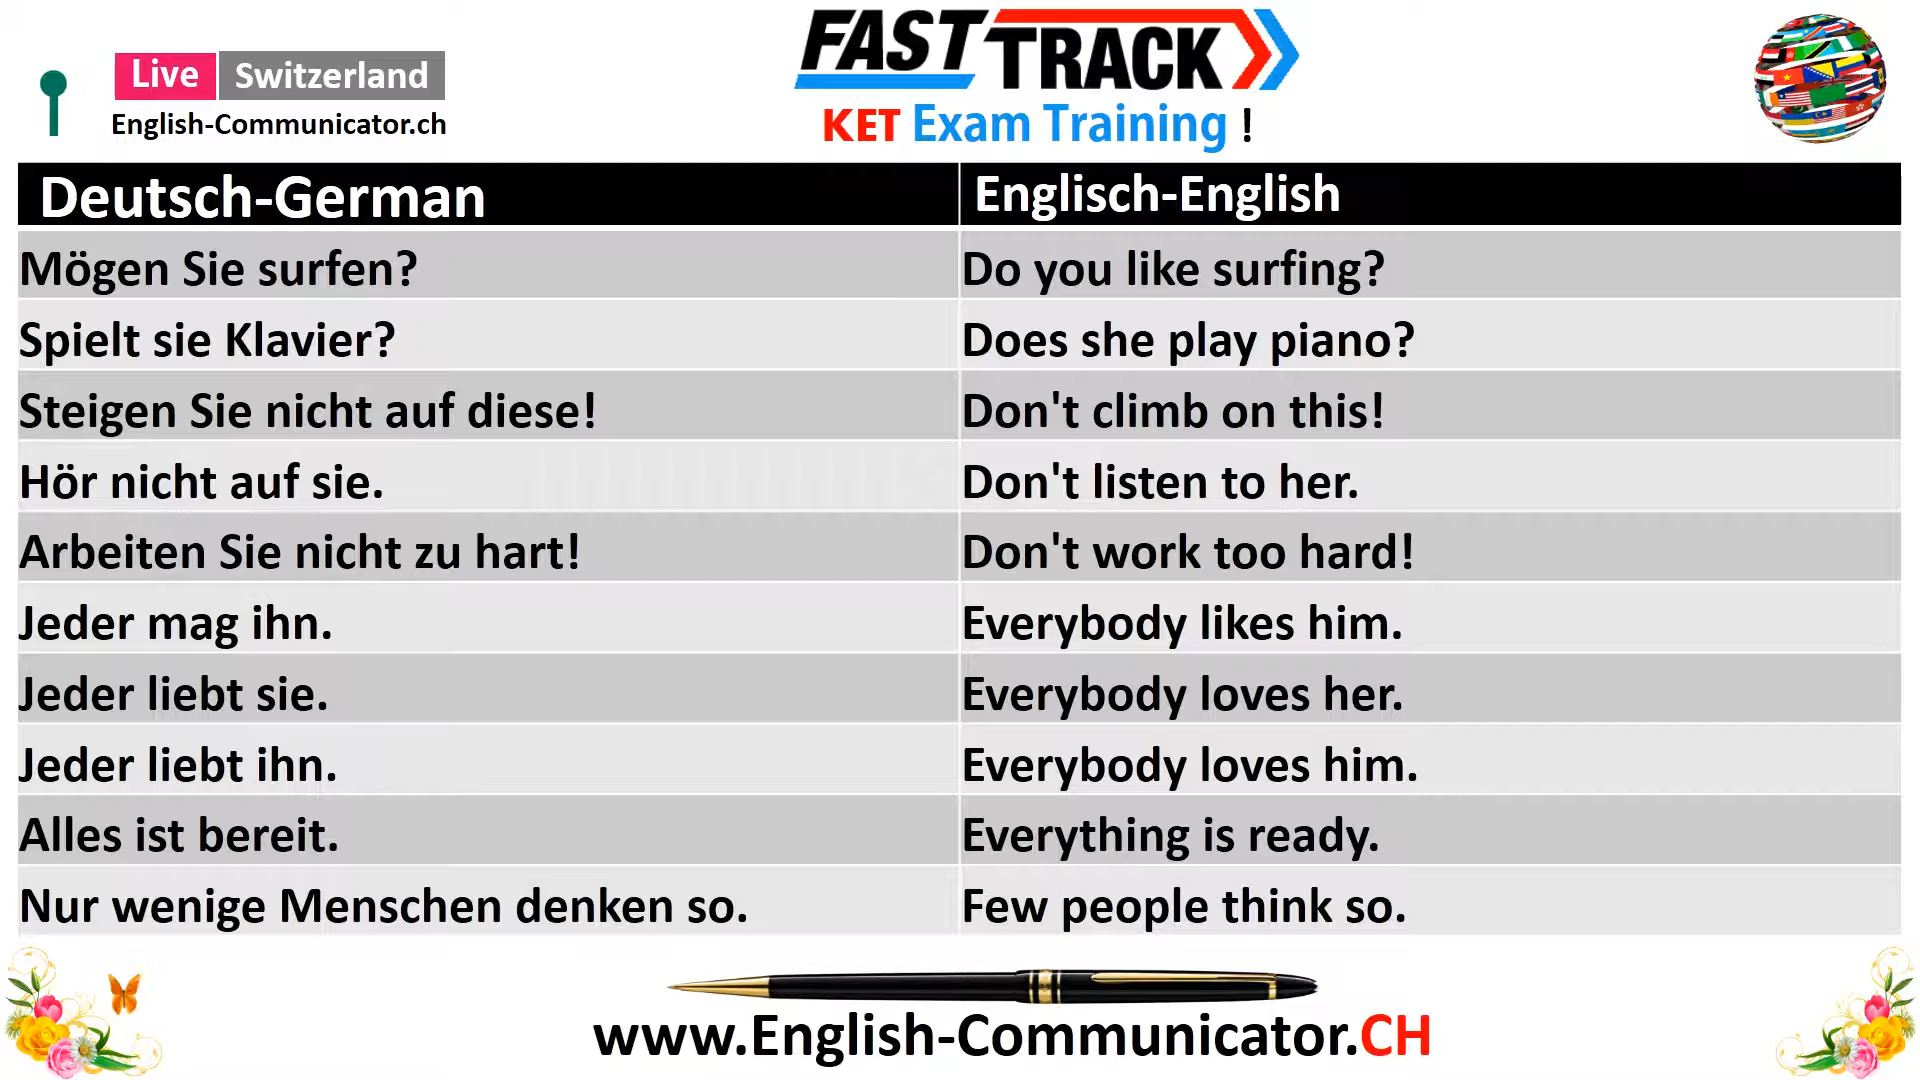 Live Switzerland
English-Communicator.ch
FAST TRACK
KET Exam Training !
Deutsch-German Englisch-English
Mögen Sie surfen? Do you like surfing?
Spielt sie Klavier? Does she play piano?
Steigen Sie nicht auf diese! Don't climb on this!
Hör nicht auf sie. Don't listen to her.
Arbeiten Sie nicht zu hart! Don't work too hard!
Jeder mag ihn. Everybody likes him.
Jeder liebt sie. Everybody loves her.
Jeder liebt ihn. Everybody loves him.
Alles ist bereit. Everything is ready.
Nur wenige Menschen denken so. Few people think so.
www.English-Communicator.CH